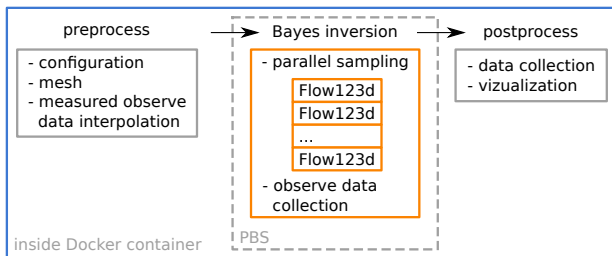 preprocess
- configuration
- mesh
- measured observe
data interpolation
Bayes inversion
- parallel sampling
Flow123d
Flow123d
...
Flow123d
- observe data
collection
postprocess
- data collection
- vizualization
inside Docker container
PBS